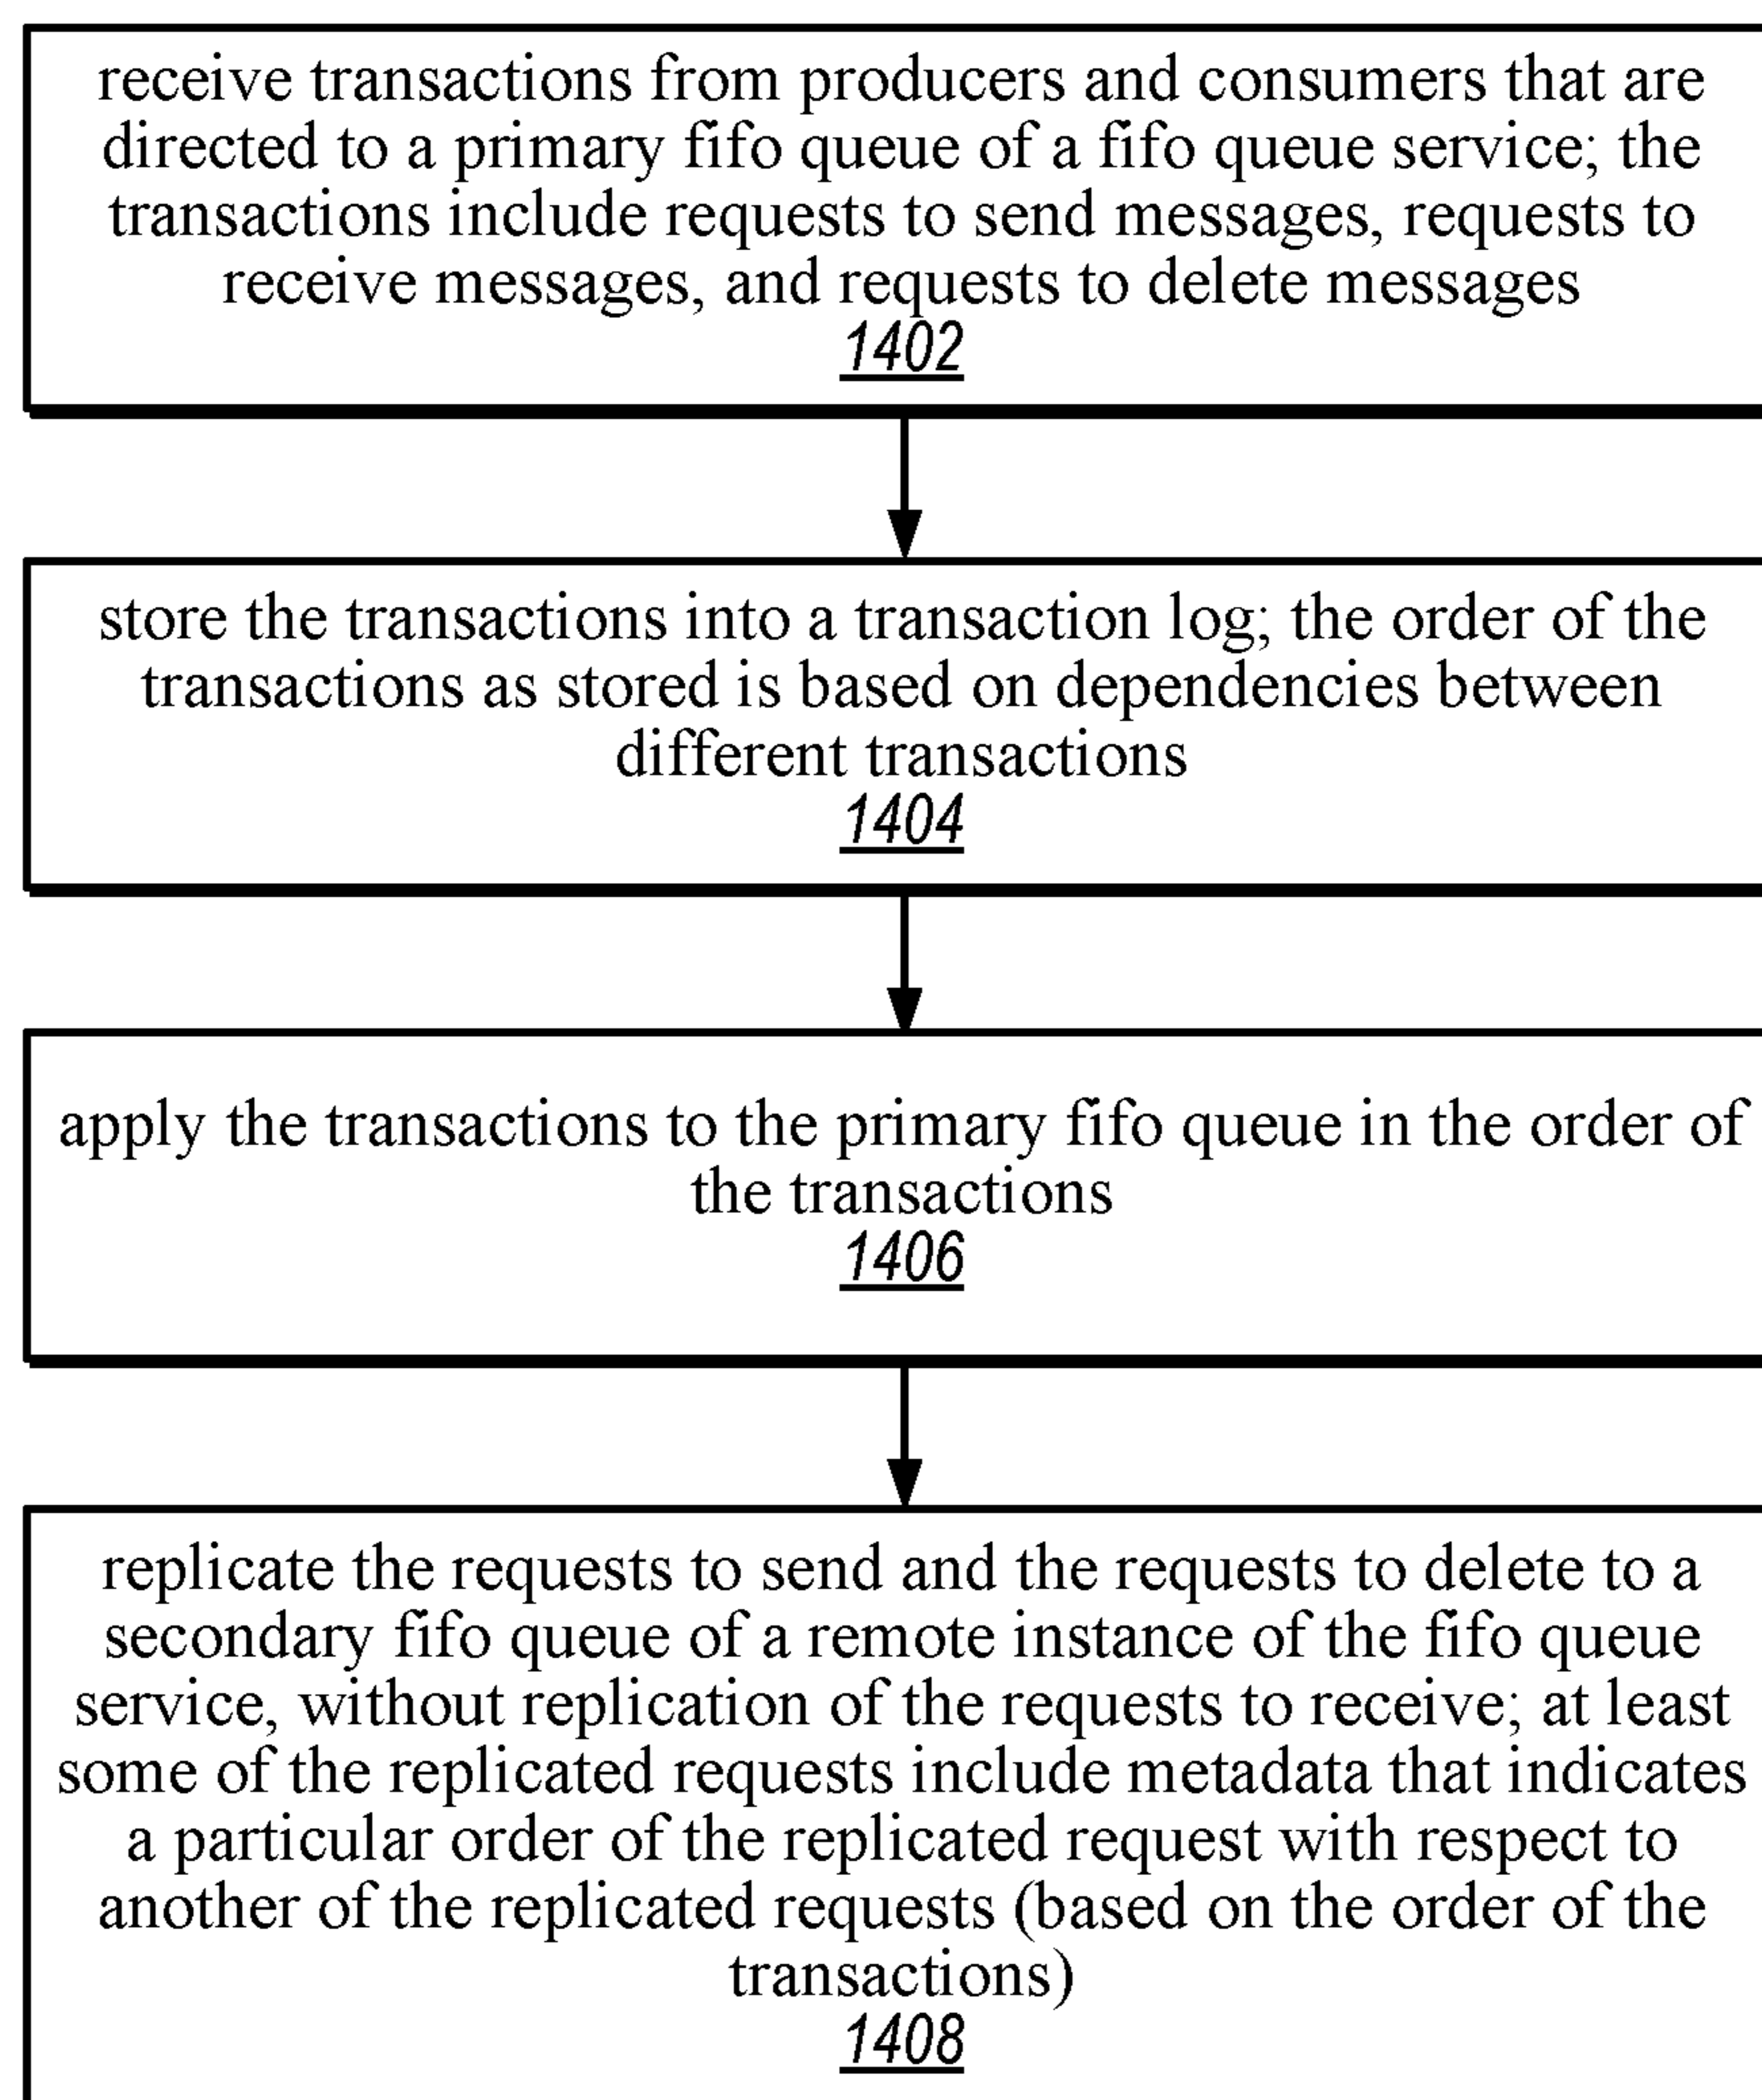 receive transactions from producers and consumers that are
directed to a primary fifo queue of a fifo queue service; the
transactions include requests to send messages, requests to
receive messages, and requests to delete messages
1402
store the transactions into a transaction log; the order of the
transactions as stored is based on dependencies between
different transactions
1404
apply the transactions to the primary fifo queue in the order of
the transactions
1406
replicate the requests to send and the requests to delete to a
secondary fifo queue of a remote instance of the fifo queue
service, without replication of the requests to receive; at least
some of the replicated requests include metadata that indicates
a particular order of the replicated request with respect to
another of the replicated requests (based on the order of the
transactions)
1408